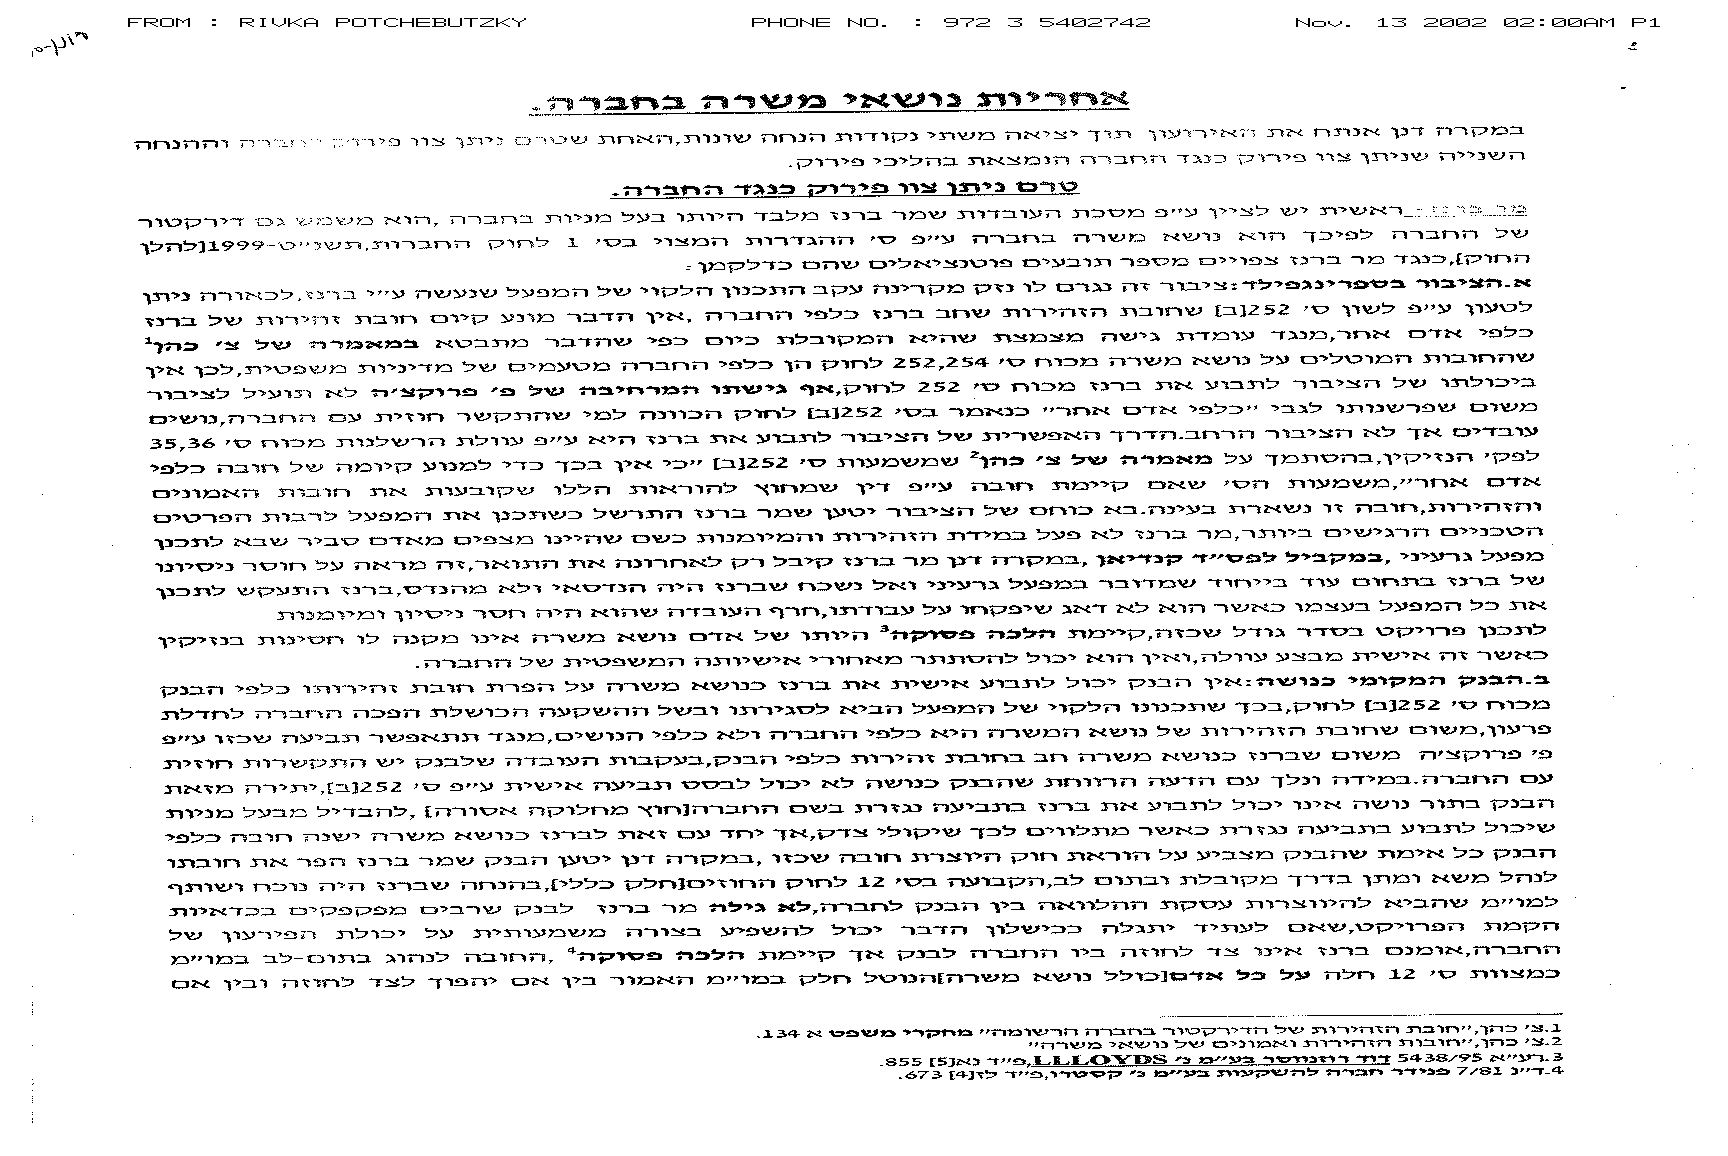 FROM : RIVKA POTCHEBUTZKY PHONE NO. : 972 3 5402742 Nov. 13 2002 02:00AM P1
אחריות נושאי משרה בחברה.
במקרה דנן אנתח את האירועון תוך יציאה משתי נקודות הנחה שונות,האחת שטרם ניתן צוו פירוק וההנחה
השנייה שניתן צוו פירוק כנגד החברה הנמצאת בהליכי פירוק.
טרם ניתן צוו פירוק כנגד החברה.
מר ברנז - ראשית יש לציין ע״פ מסכת העובדות שמר ברנז מלבד היותו בעל מניות בחברה ,הוא משמש גם דירקטור
של החברה לפיכך הוא נושא משרה בחברה ע״פ ס׳ ההגדרות המצוי בס׳ 1 לחוק החברות,תשנ״ט-1999[להלן
החוק],כנגד מר ברנז צפויים מספר תובעים פוטנציאלים שהם כדלקמן:
א.הציבור בספרינגפילד:ציבור זה נגרם לו נזק מקרינה עקב התכנון הלקוי של המפעל שנעשה ע״י ברנז,לכאורה ניתן
לטעון ע״פ לשון ס׳ 252[ב] שחובת הזהירות שחב ברנז כלפי החברה ,אין הדבר מונע קיום חובת זהירות של ברנז
כלפי אדם אחר,מנגד עומדת גישה מצמצת שהיא המקובלת כיום כפי שהדבר מתבטא במאמרה של צ׳ כהן1
שהחובות המוטלים על נושא משרה מכוח ס׳ 252,254 לחוק הן כלפי החברה מטעמים של מדיניות משפטית,לכן אין
ביכולתו של הציבור לתבוע את ברנז מכוח ס׳ 252 לחוק,אף גישתו המרחיבה של פ׳ פרוקצ׳ה לא תועיל לציבור
משום שפרשנותו לגבי ״כלפי אדם אחר״ כנאמר בס׳ 252[ב] לחוק הכוונה למי שהתקשר חוזית עם החברה,נושים
עובדים אך לא הציבור הרחב.הדרך האפשרית של הציבור לתבוע את ברנז היא ע״פ עוולת הרשלנות מכוח ס׳ 35,36
לפק׳ הנזיקין,בהסתמך על מאמרה של צ׳ כהן2 שמשמעות ס׳ 252[ב] ״כי אין בכך כדי למנוע קיומה של חובה כלפי
אדם אחר״,משמעות הס׳ שאם קיימת חובה ע״פ דין שמחוץ להוראות הללו שקובעות את חובות האמונים
והזהירות,חובה זו נשארת בעינה.בא כוחם של הציבור יטען שמר ברנז התרשל כשתכנן את המפעל לרבות הפרטים
הטכניים הרגישים ביותר,מר ברנז לא פעל במידת הזהירות והמיומנות כשם שהיינו מצפים מאדם סביר שבא לתכנן
מפעל גרעיני ,במקביל לפס״ד קנדיאן ,במקרה דנן מר ברנז קיבל רק לאחרונה את התואר,זה מראה על חוסר ניסיונו
של ברנז בתחום עוד בייחוד שמדובר במפעל גרעיני ואל נשכח שברנז היה הנדסאי ולא מהנדס,ברנז התעקש לתכנן
את כל המפעל בעצמו כאשר הוא לא דאג שיפקחו על עבודתו,חרף העובדה שהוא היה חסר ניסיון ומיומנות
לתכנן פרויקט בסדר גודל שכזה,קיימת הלכה פסוקה3 היותו של אדם נושא משרה אינו מקנה לו חסינות בנזיקין
כאשר זה אישית מבצע עוולה,ואין הוא יכול להסתתר מאחורי אישיותה המשפטית של החברה.
ב.הבנק המקומי כנושה:אין הבנק יכול לתבוע אישית את ברנז כנושא משרה על הפרת חובת זהירותו כלפי הבנק
מכוח ס׳ 252[ב] לחוק,בכך שתכנונו הלקוי של המפעל הביא לסגירתו ובשל ההשקעה הכושלת הפכה החברה לחדלת
פרעון,משום שחובת הזהירות של נושא המשרה היא כלפי החברה ולא כלפי הנושים,מנגד תתאפשר תביעה שכזו ע״פ
פ׳ פרוקצ׳ה משום שברנז כנושא משרה חב בחובת זהירות כלפי הבנק,בעקבות העובדה שלבנק יש התקשרות חוזית
עם החברה.במידה ונלך עם הדעה הרווחת שהבנק כנושה לא יכול לבסס תביעה אישית ע״פ ס׳ 252[ב],יתירה מזאת
הבנק בתור נושה אינו יכול לתבוע את ברנז בתביעה נגזרת בשם החברה[חוץ מחלוקה אסורה] ,להבדיל מבעל מניות
שיכול לתבוע בתביעה נגזרת כאשר מתלווים לכך שיקולי צדק,אך יחד עם זאת לברנז כנושא משרה ישנה חובה כלפי
הבנק כל אימת שהבנק מצביע על הוראת חוק היוצרת חובה שכזו ,במקרה דנן יטען הבנק שמר ברנז הפר את חובתו
לנהל משא ומתן בדרך מקובלת ובתום לב,הקבועה בס׳ 12 לחוק החוזים[חלק כללי],בהנחה שברנז היה נוכח ושותף
למו״מ שהביא להיווצרות עסקת ההלוואה בין הבנק לחברה,לא גילה מר ברנז לבנק שרבים מפקפקים בכדאיות
הקמת הפרויקט,שאם לעתיד יתגלה ככישלון הדבר יכול להשפיע בצורה משמעותית על יכולת הפירעון של
החברה,אומנם ברנז אינו צד לחוזה בין החברה לבנק אך קיימת הלכה פסוקה4 ,החובה לנהוג בתום-לב במו״מ
כמצוות ס׳ 12 חלה על כל אדם[כולל נושא משרה]הנוטל חלק במו״מ האמור בין אם יהפוך לצד לחוזה ובין אם
1.צ׳ כהן,״חובת הזהירות של הדירקטור בחברה הרשומה״ מחקרי משפט א 134.
2.צ׳ כהן,״חובות הזהירות ואמונים של נושאי משרה״
3.רע״א 5438/95 דוד רוזנווסר בע״מ נ׳ LLLOYDS,פ״ד נא[5] 855.
4.ד״נ 7/81 פנידר חברה להשקעות בע״מ נ׳ קסטרו,פ״ד לז[4] 673.